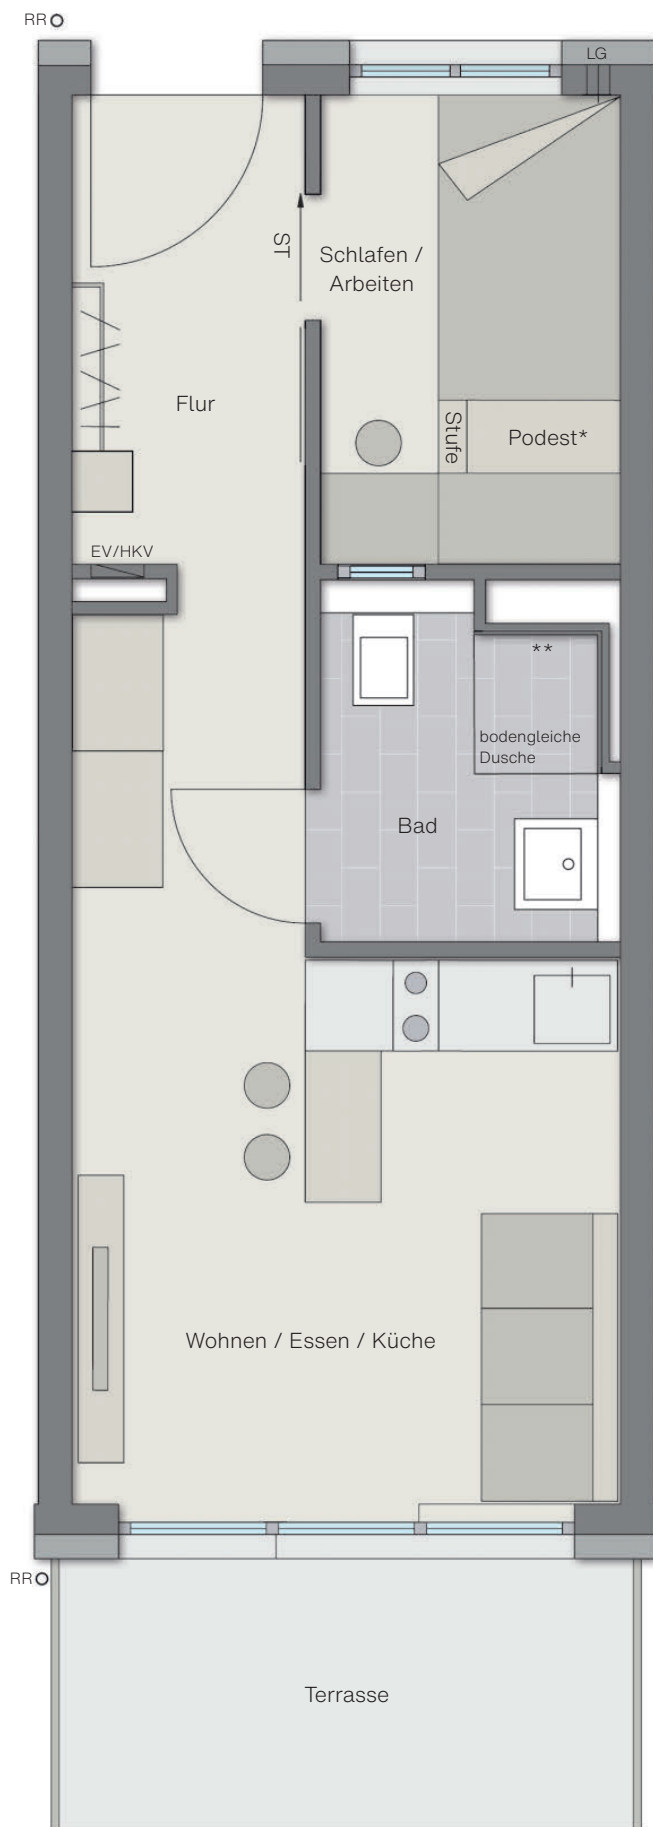 RR
LG
ST
Schlafen /
Arbeiten
Flur
Stufe
Podest*
EV/HKV
**
bodengleiche
Dusche
Bad
Wohnen / Essen / Küche
RR
Terrasse